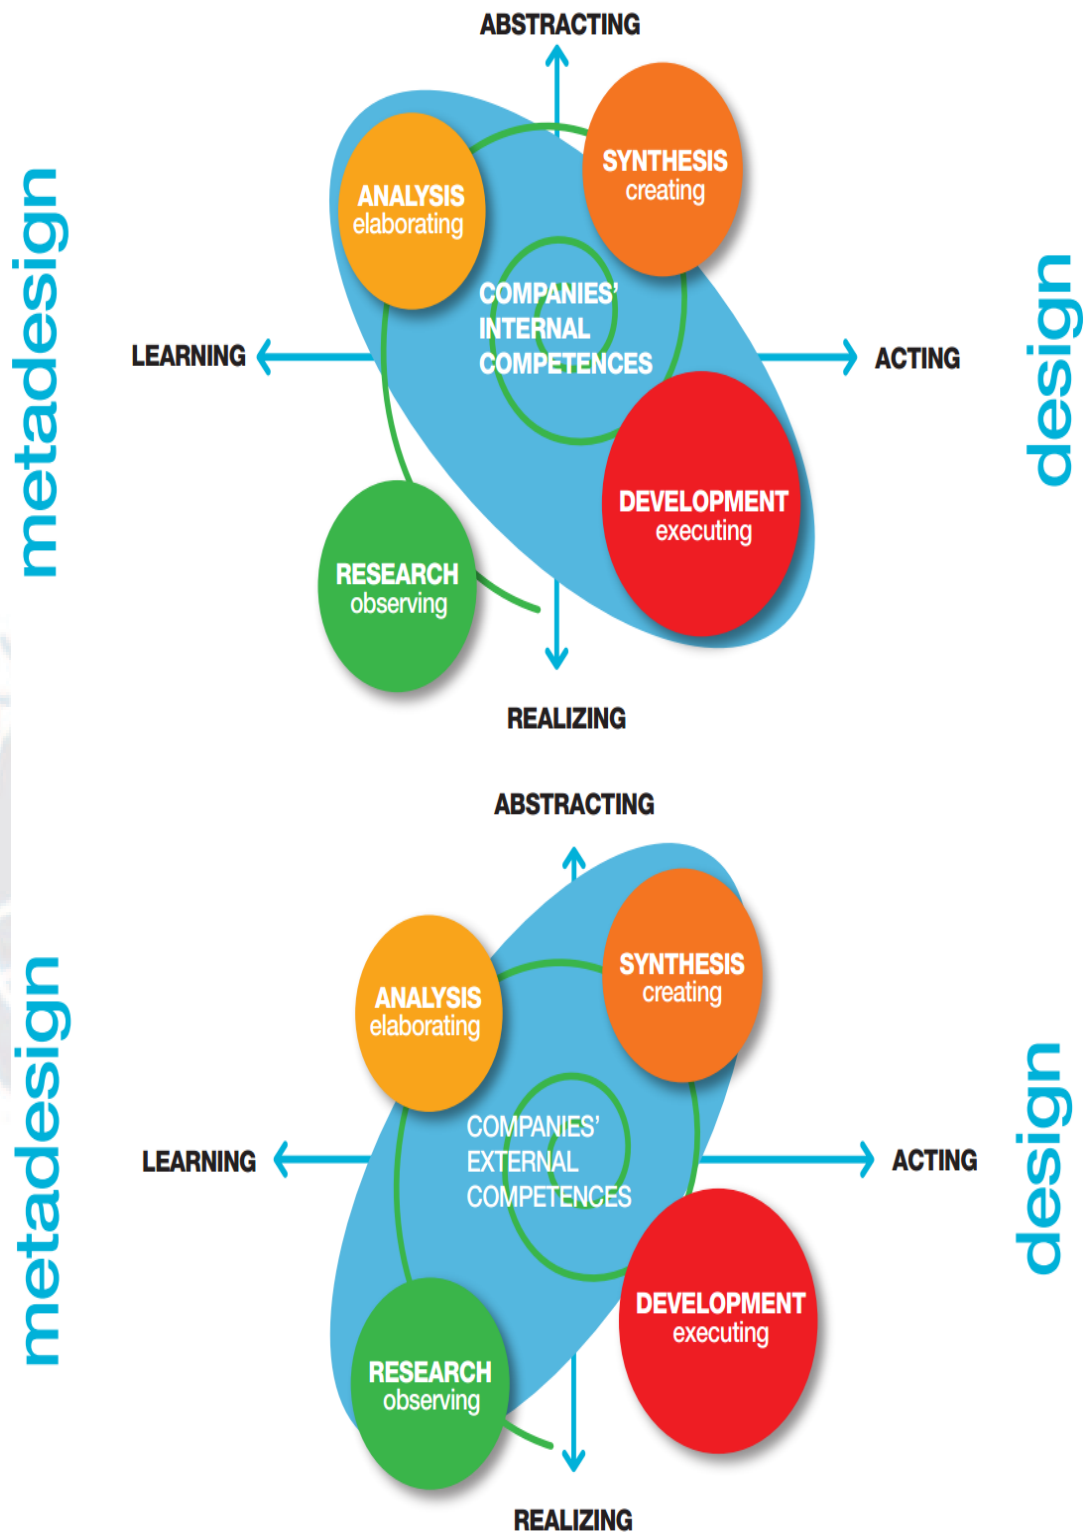 ABSTRACTING
SYNTHESIS
creating
ANALYSIS
elaborating
metadesign
design
COMPANIES'
INTERNAL
COMPETENCES
LEARNING
ACTING
DEVELOPMENT
executing
RESEARCH
observing
REALIZING
ABSTRACTING
SYNTHESIS
creating
ANALYSIS
elaborating
metadesign
design
COMPANIES'
EXTERNAL
COMPETENCES
LEARNING
ACTING
DEVELOPMENT
executing
RESEARCH
observing
REALIZING